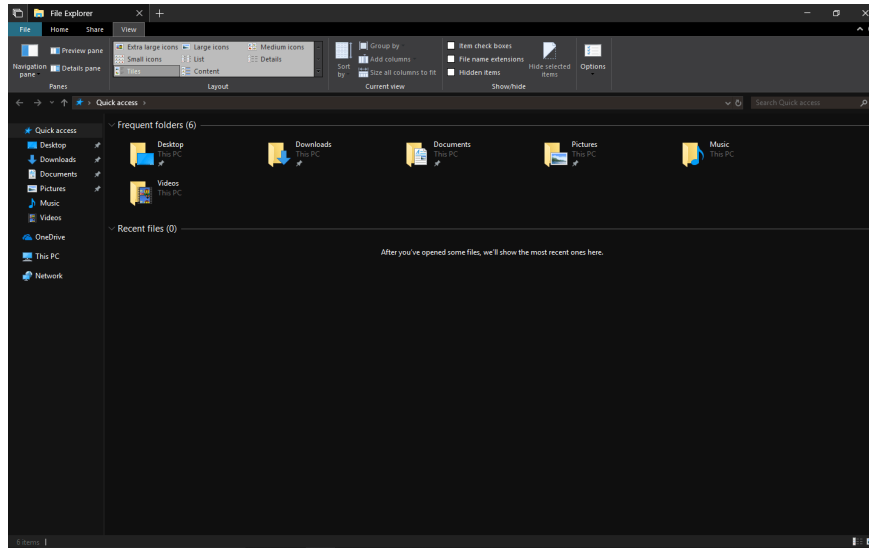 File Explorer
File Home Share View
Navigation pane
Preview pane
Details pane
Panes
Extra large icons Large icons Medium icons
Small icons List Details
Tiles Content
Layout
Sort by
Group by
Add columns
Size all columns to fit
Current view
Item check boxes
File name extensions
Hidden items
Hide selected items
Show/hide
Options
Quick access
Search Quick access
Quick access
Desktop
Downloads
Documents
Pictures
Music
Videos
OneDrive
This PC
Network
Frequent folders (6)
Desktop
This PC
Downloads
This PC
Documents
This PC
Pictures
This PC
Music
This PC
Videos
This PC
Recent files (0)
After you've opened some files, we'll show the most recent ones here.
6 items